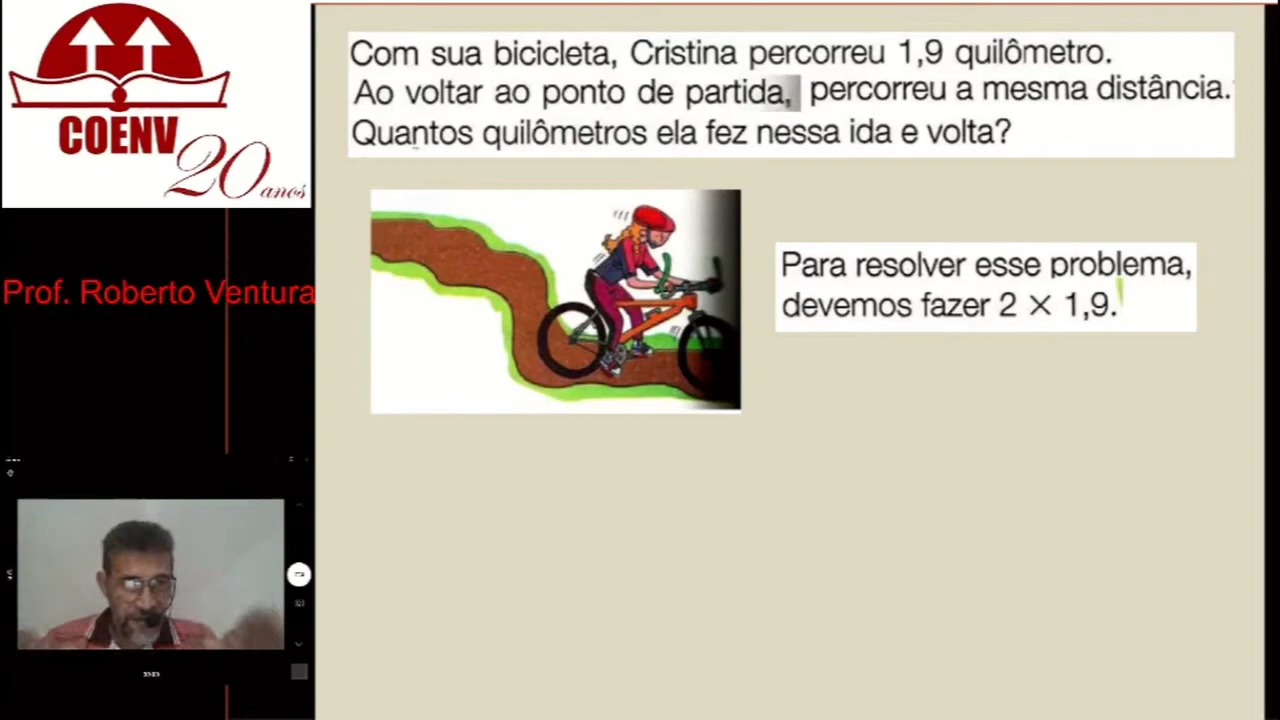 COENV
20 anos
Prof. Roberto Ventura
Com sua bicicleta, Cristina percorreu 1,9 quilômetro.
Ao voltar ao ponto de partida, percorreu a mesma distância.
Quantos quilômetros ela fez nessa ida e volta?
Para resolver esse problema,
devemos fazer 2 × 1,9.